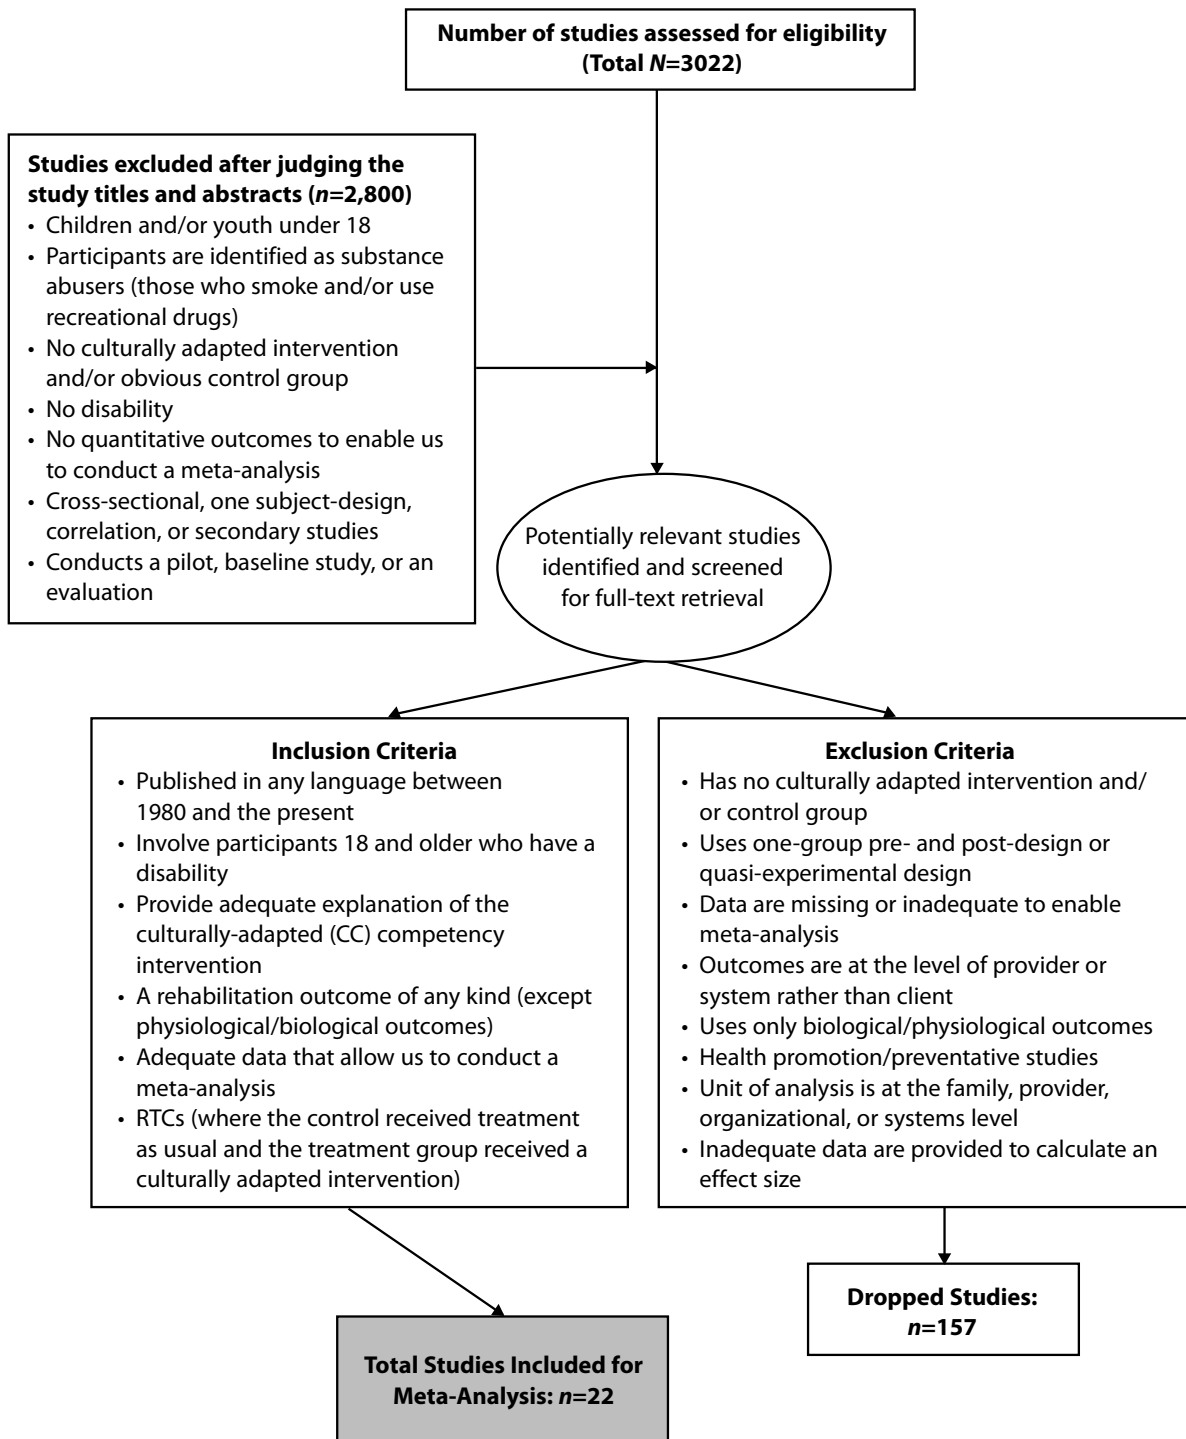 Number of studies assessed for eligibility
(Total N=3022)
Studies excluded after judging the
study titles and abstracts (n=2,800)
• Children and/or youth under 18
• Participants are identified as substance
abusers (those who smoke and/or use
recreational drugs)
• No culturally adapted intervention
and/or obvious control group
• No disability
• No quantitative outcomes to enable us
to conduct a meta-analysis
• Cross-sectional, one subject-design,
correlation, or secondary studies
• Conducts a pilot, baseline study, or an
evaluation
Potentially relevant studies
identified and screened
for full-text retrieval
Inclusion Criteria
• Published in any language between
1980 and the present
• Involve participants 18 and older who have a
disability
• Provide adequate explanation of the
culturally-adapted (CC) competency
intervention
• A rehabilitation outcome of any kind (except
physiological/biological outcomes)
• Adequate data that allow us to conduct a
meta-analysis
• RTCs (where the control received treatment
as usual and the treatment group received a
culturally adapted intervention)
Exclusion Criteria
• Has no culturally adapted intervention and/
or control group
• Uses one-group pre- and post-design or
quasi-experimental design
• Data are missing or inadequate to enable
meta-analysis
• Outcomes are at the level of provider or
system rather than client
• Uses only biological/physiological outcomes
• Health promotion/preventative studies
• Unit of analysis is at the family, provider,
organizational, or systems level
• Inadequate data are provided to calculate an
effect size
Dropped Studies:
n=157
Total Studies Included for
Meta-Analysis: n=22